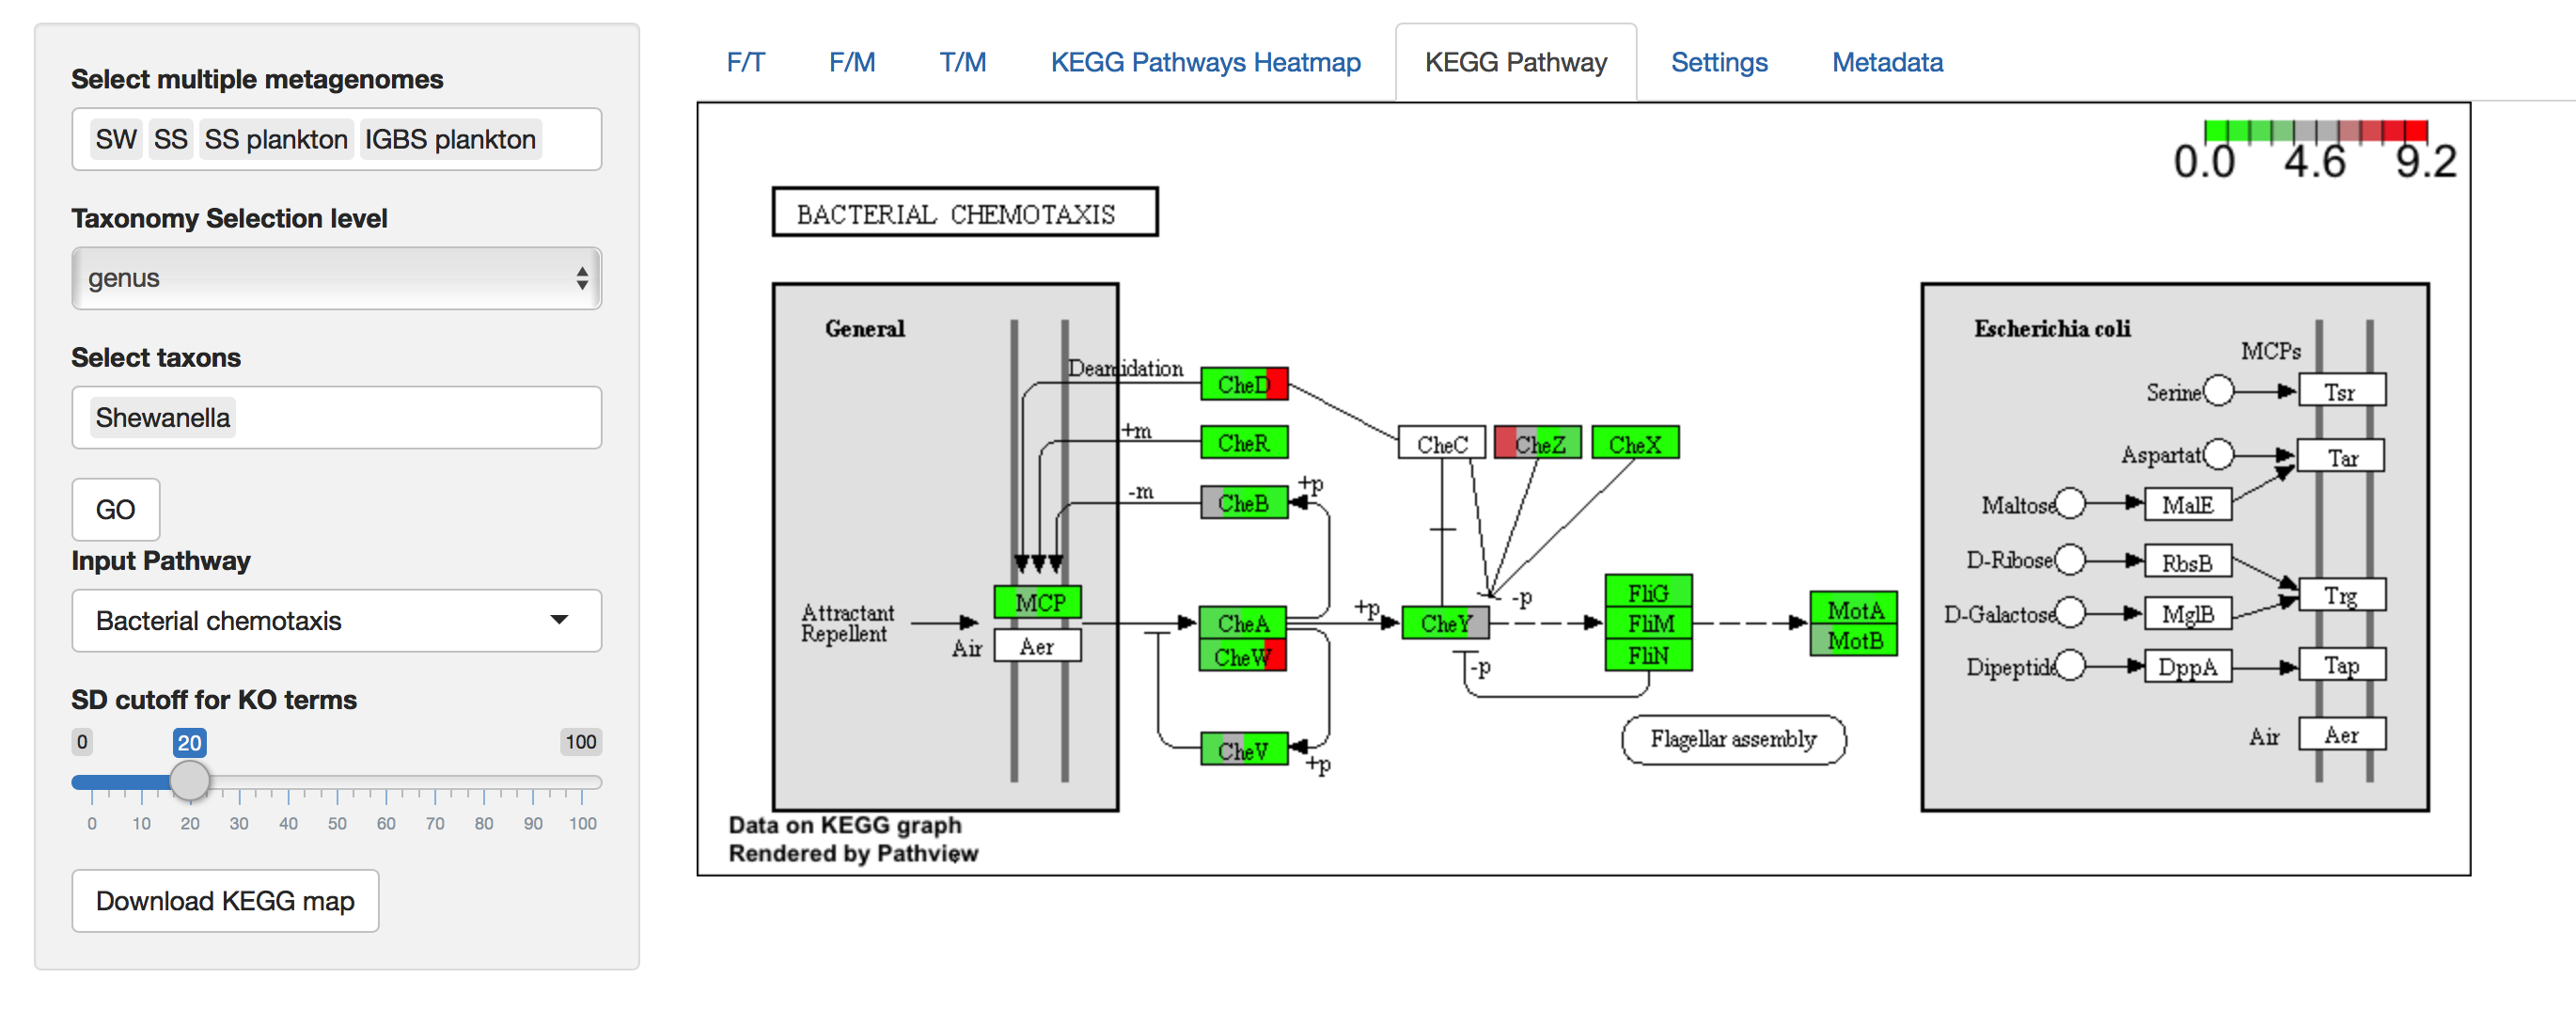 Select multiple metagenomes
SW SS SS plankton IGBS plankton
Taxonomy Selection level
genus
Select taxons
Shewanella
GO
Input Pathway
Bacterial chemotaxis
SD cutoff for KO terms
0 20 100
0 10 20 30 40 50 60 70 80 90 100
Download KEGG map
F/T F/M T/M KEGG Pathways Heatmap KEGG Pathway Settings Metadata
0.0 4.6 9.2
BACTERIAL CHEMOTAXIS
General
Deamidation
CheD
+m
CheR
-m
CheB
+p
CheC
CheZ
CheX
Attractant
Repellent
MCP
Air
Aer
CheA
CheW
+p
CheY
-p
-p
FliG
FliM
FliN
MotA
MotB
CheV
+p
Flagellar assembly
Escherichia coli
MCPs
Serine
Tsr
Aspartat
Tar
Maltose
MalE
D-Ribose
RbsB
Trg
D-Galactose
MglB
Dipeptide
DppA
Tap
Air
Aer
Data on KEGG graph
Rendered by Pathview